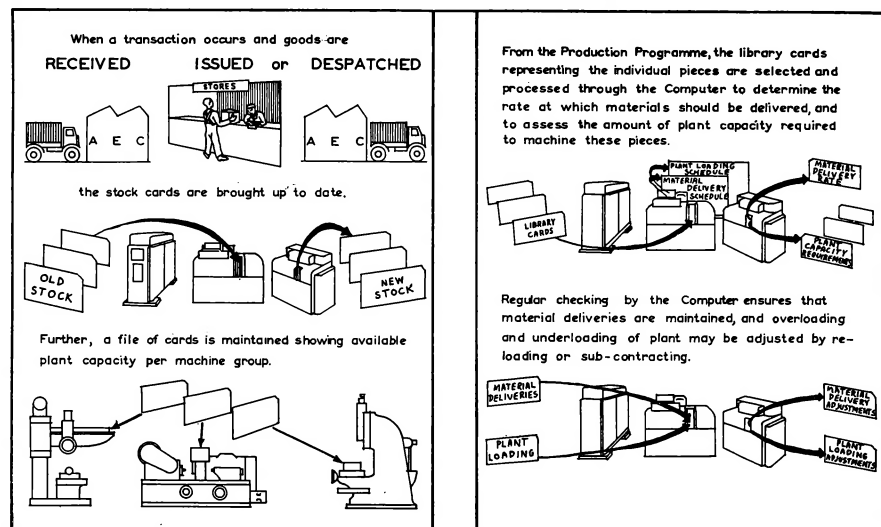 When a transaction occurs and goods are
RECEIVED ISSUED or DESPATCHED
STORES
A E C
A E C
the stock cards are brought up to date.
OLD
STOCK
NEW
STOCK
Further, a file of cards is maintained showing available
plant capacity per machine group.
From the Production Programme, the library cards
representing the individual pieces are selected and
processed through the Computer to determine the
rate at which materials should be delivered, and
to assess the amount of plant capacity required
to machine these pieces.
PLANT LOADING
SCHEDULE
MATERIAL DELIVERY
SCHEDULE
MATERIAL
DELIVERY
RATE
LIBRARY
CARDS
PLANT
CAPACITY
REQUIREMENTS
Regular checking by the Computer ensures that
material deliveries are maintained, and overloading
and underloading of plant may be adjusted by re-
loading or sub-contracting.
MATERIAL
DELIVERIES
MATERIAL
DELIVERY
ADJUSTMENTS
PLANT
LOADING
PLANT
LOADING
ADJUSTMENTS